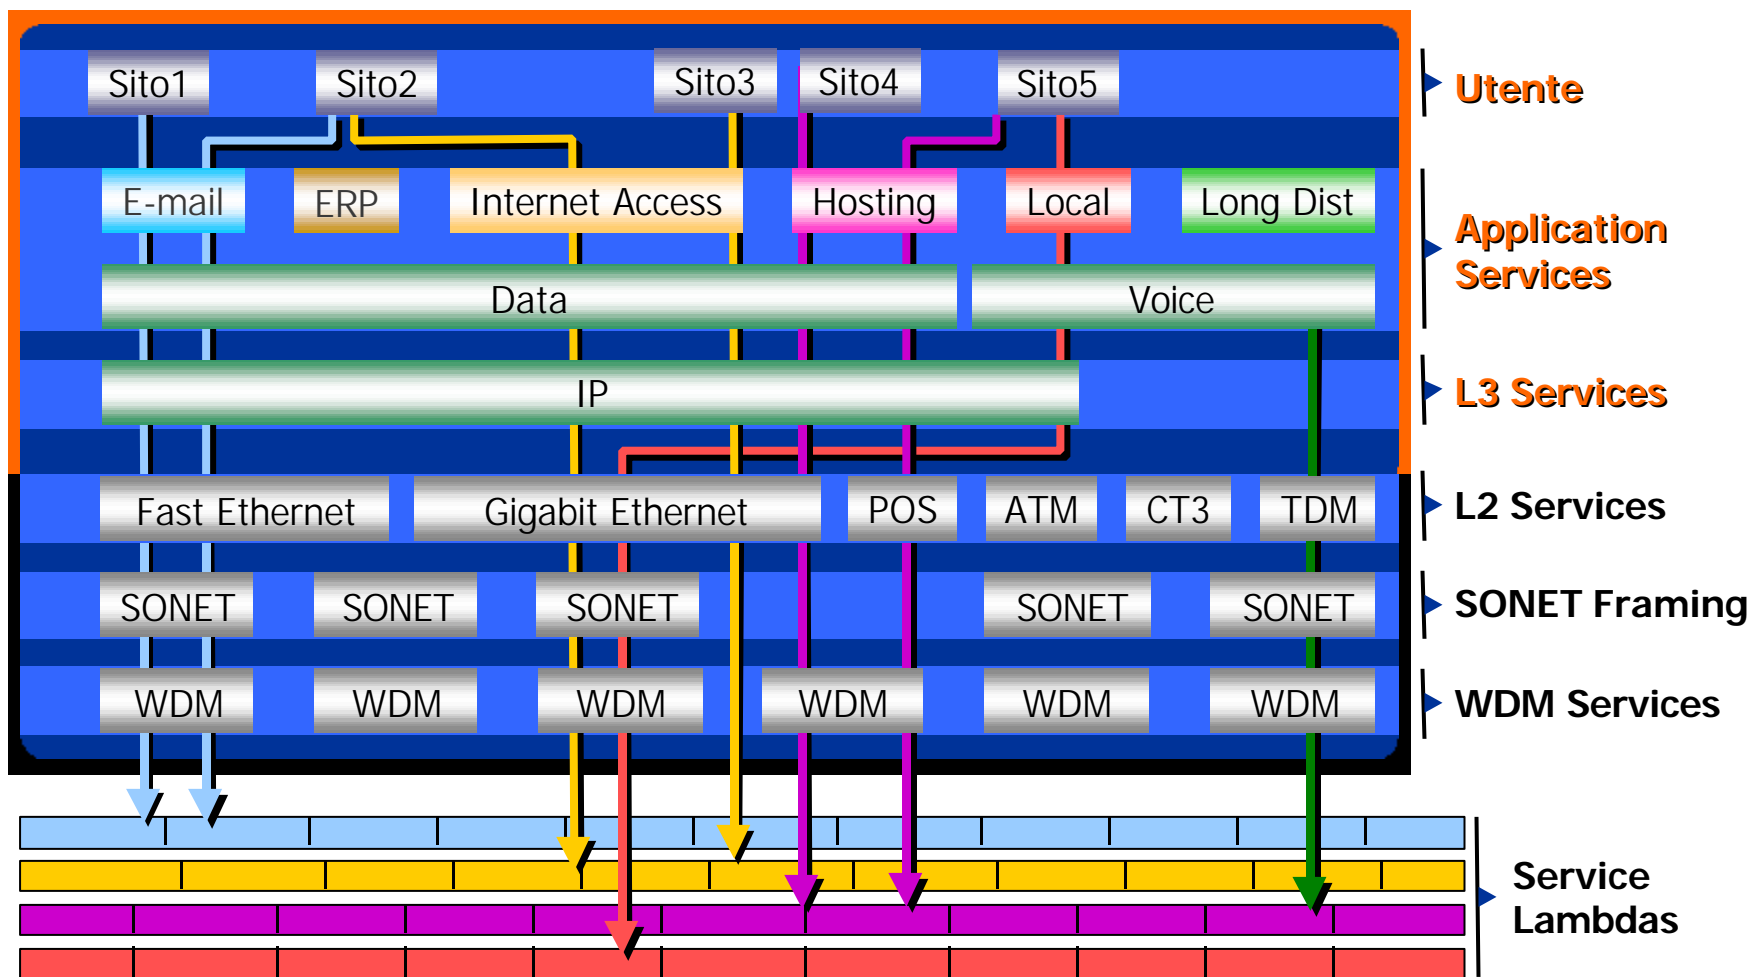 Sito1 Sito2 Sito3 Sito4 Sito5
Utente
E-mail ERP Internet Access Hosting Local Long Dist
Application
Services
Data Voice
IP
L3 Services
Fast Ethernet Gigabit Ethernet POS ATM CT3 TDM
L2 Services
SONET SONET SONET SONET SONET
SONET Framing
WDM WDM WDM WDM WDM WDM
WDM Services
Service
Lambdas